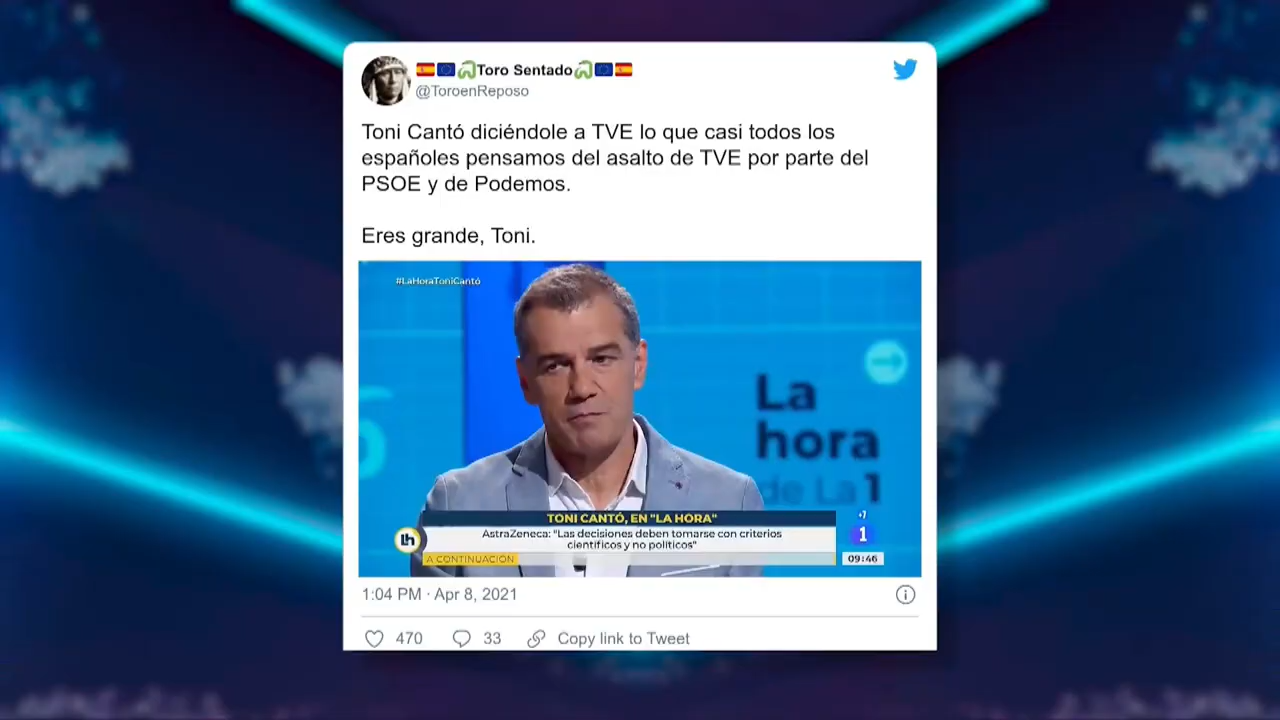 Toro Sentado
@ToroenReposo
Toni Cantó diciéndole a TVE lo que casi todos los
españoles pensamos del asalto de TVE por parte del
PSOE y de Podemos.
Eres grande, Toni.
#LaHoraToniCantó
La
hora
de La 1
TONI CANTÓ, EN "LA HORA"
AstraZeneca: "Las decisiones deben tomarse con criterios
científicos y no políticos"
A CONTINUACIÓN
lh
+7
1
09:46
1:04 PM · Apr 8, 2021
470
33
Copy link to Tweet